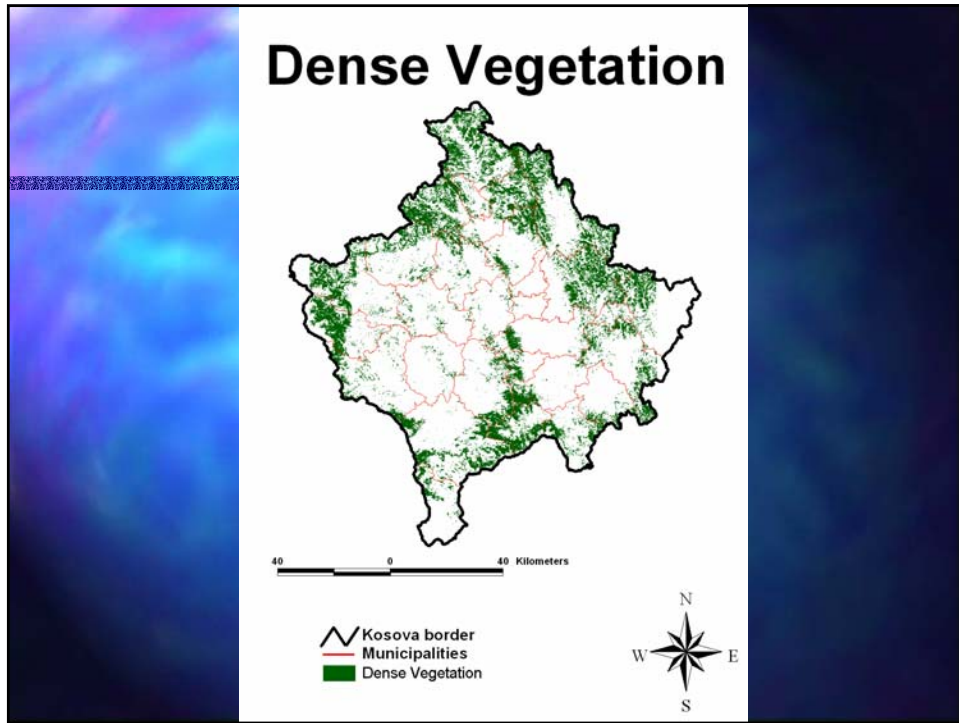 Dense Vegetation
40 0 40 Kilometers
Kosova border
Municipalities
Dense Vegetation
N
W E
S